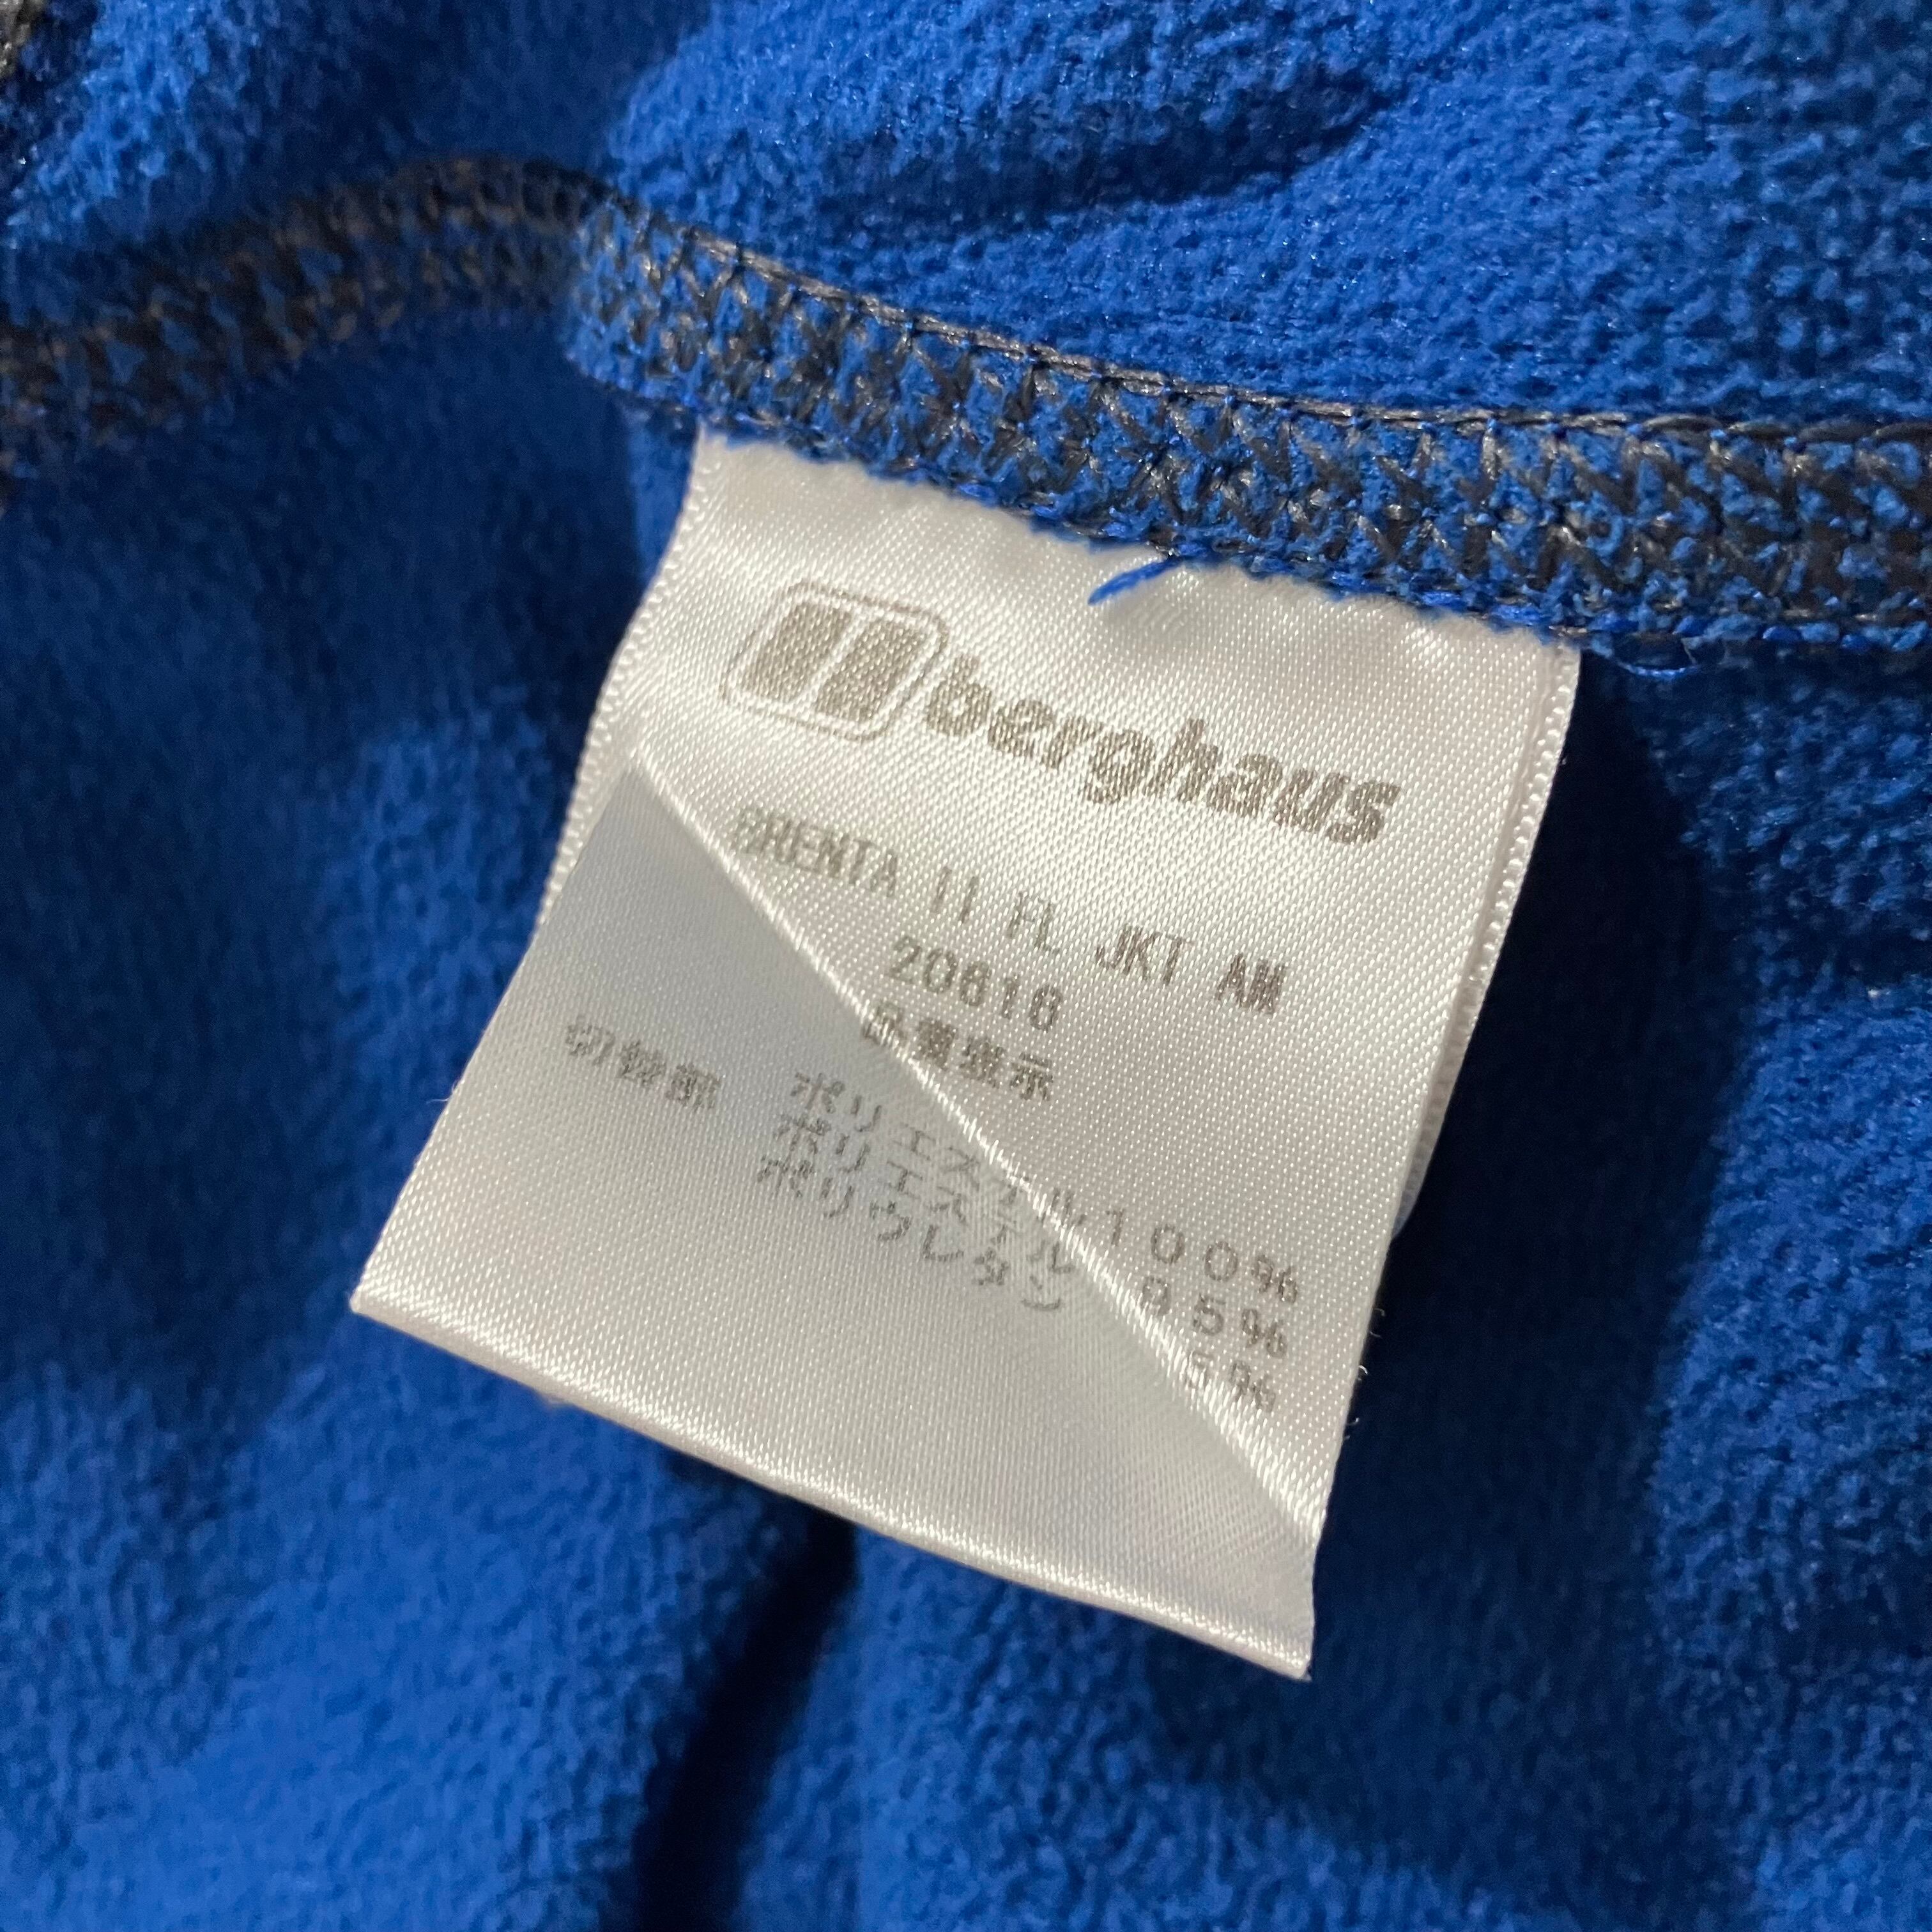 berghaus
BRENTA II FL JKT AM
20616
品質表示
ポリエステル100%
切替部 ポリエステル 95%
ポリウレタン 5%